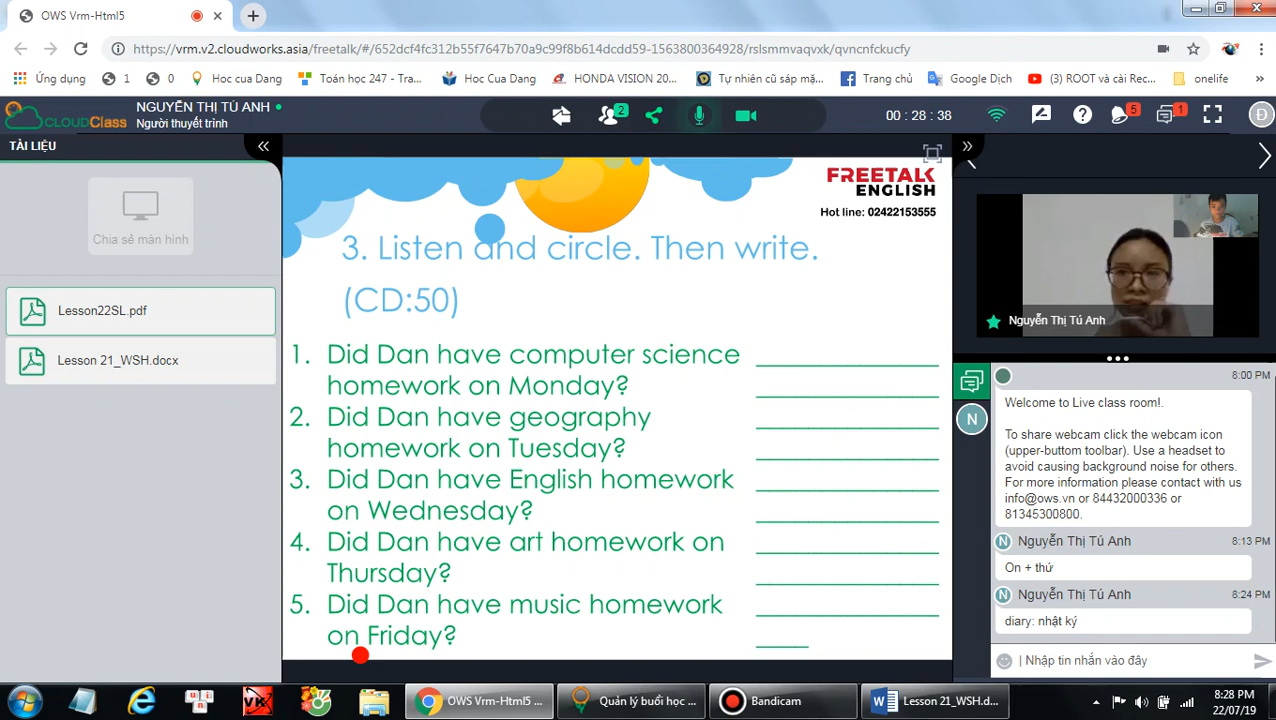 OWS Vrm-Html5
https://vrm.v2.cloudworks.asia/freetalk/#/652dcf4fc312b55f7647b70a9c99f8b614dcdd59-1563800364928/rslsmmvaqvxk/qvncnfckucfy
Ứng dụng 1 0 Hoc cua Dang Toán học 247 - Tra... Hoc Cua Dang HONDA VISION 20... Tự nhiên cũ sáp mặ... Trang chủ Google Dịch (3) ROOT và cài Rec... onelife »
CLOUDClass NGUYỄN THỊ TÚ ANH 2 00 : 28 : 38 5 1 Đ
Người thuyết trình
TÀI LIỆU
Chia sẻ màn hình
Lesson22SL.pdf
Lesson 21_WSH.docx
FREETALK
ENGLISH
Hot line: 02422153555
3. Listen and circle. Then write.
(CD:50)
1. Did Dan have computer science
homework on Monday?
2. Did Dan have geography
homework on Tuesday?
3. Did Dan have English homework
on Wednesday?
4. Did Dan have art homework on
Thursday?
5. Did Dan have music homework
on Friday?
Nguyễn Thị Tú Anh
8:00 PM
Welcome to Live class room!.
To share webcam click the webcam icon
(upper-buttom toolbar). Use a headset to
avoid causing background noise for others.
For more information please contact with us
info@ows.vn or 84432000336 or
81345300800.
N
N Nguyễn Thị Tú Anh 8:13 PM
On + thứ
N Nguyễn Thị Tú Anh 8:24 PM
diary: nhật ký
Nhập tin nhắn vào đây
OWS Vrm-Html5 ... Quản lý buổi học ... Bandicam Lesson 21_WSH.d...
8:28 PM
22/07/19